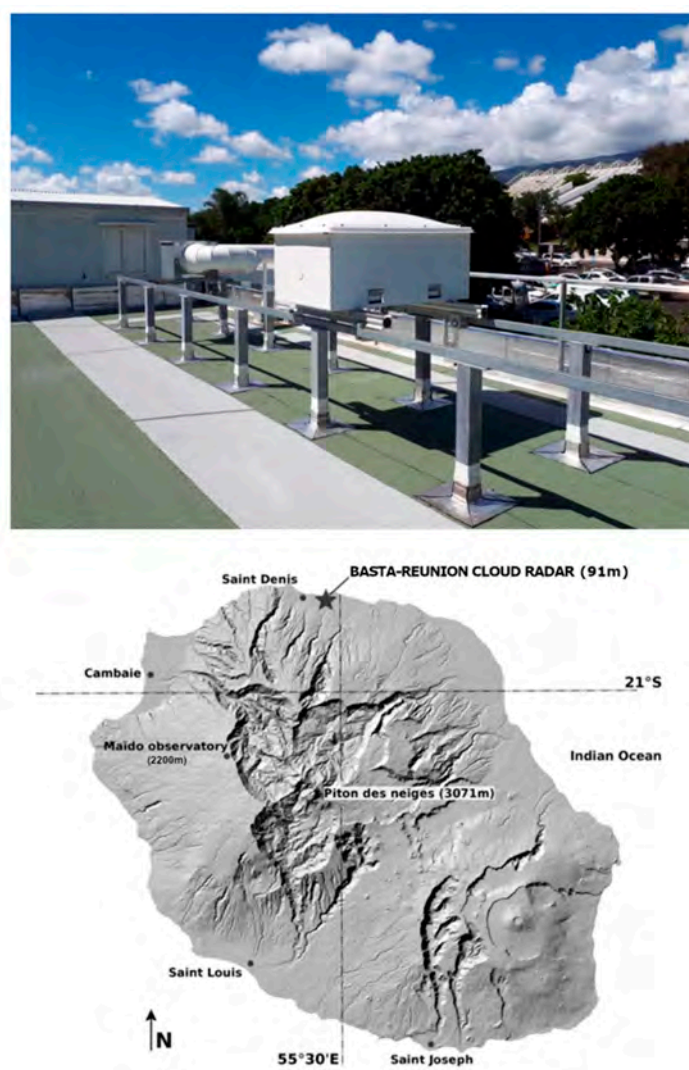 BASTA-REUNION CLOUD RADAR (91m)
Saint Denis
Cambaie
21°S
Maïdo observatory
(2200m)
Indian Ocean
Piton des neiges (3071m)
Saint Louis
N
55°30'E
Saint Joseph